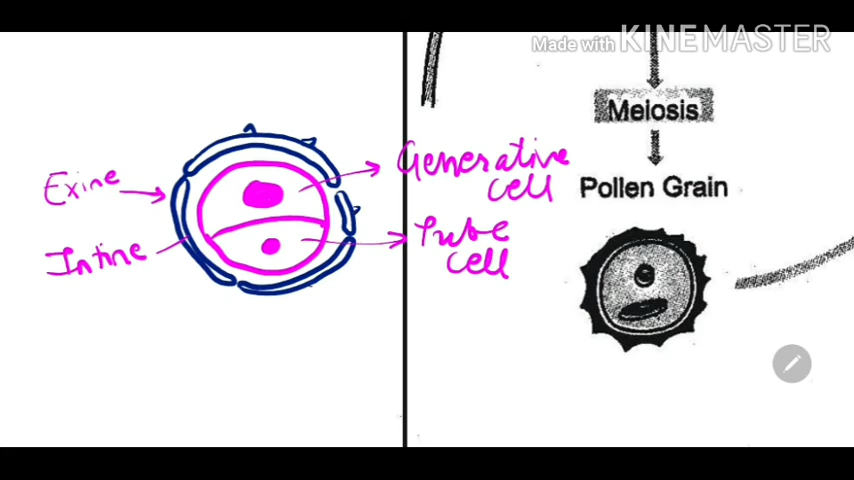 Made with KINEMASTER
Meiosis
Pollen Grain
Exine
Intine
Generative
cell
Tube
cell